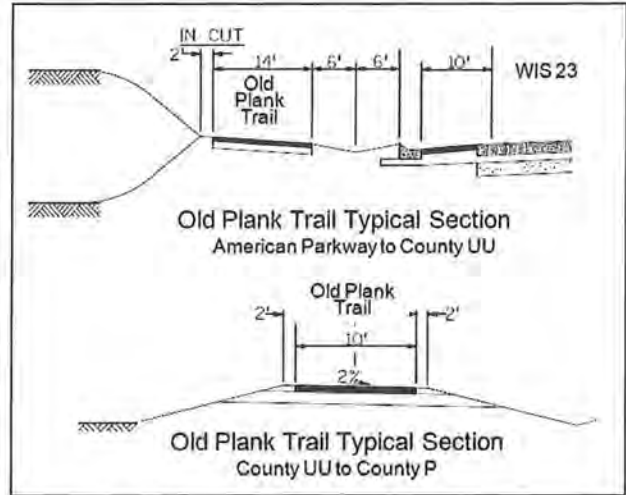 IN CUT
2'
14'
6'
6'
10'
WIS 23
Old
Plank
Trail
Old Plank Trail Typical Section
American Parkway to County UU
Old Plank
Trail
2'
10'
2'
2%
Old Plank Trail Typical Section
County UU to County P